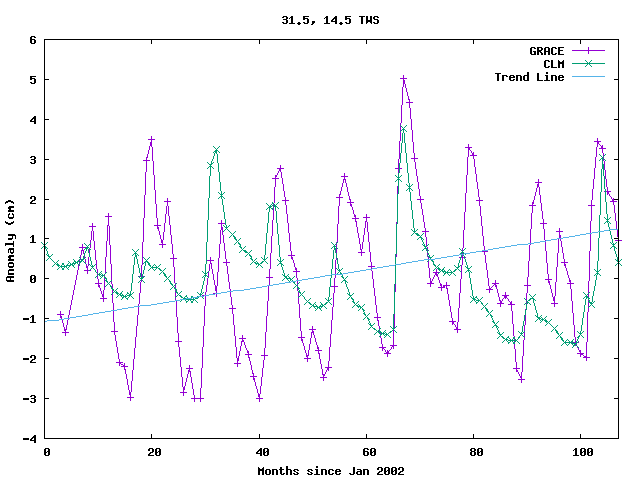 31.5, 14.5 TWS
GRACE
CLM
Trend Line
6
5
4
3
2
1
0
-1
-2
-3
-4
Anomaly (cm)
0 20 40 60 80 100
Months since Jan 2002